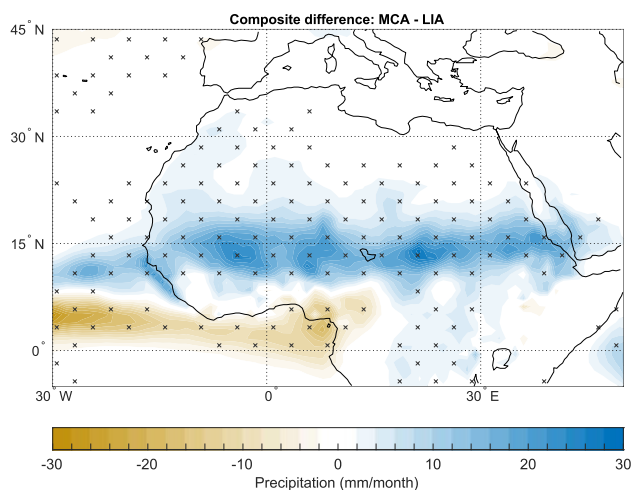 Composite difference: MCA - LIA
45° N
30° N
15° N
0°
30° W 0° 30° E
-30 -20 -10 0 10 20 30
Precipitation (mm/month)